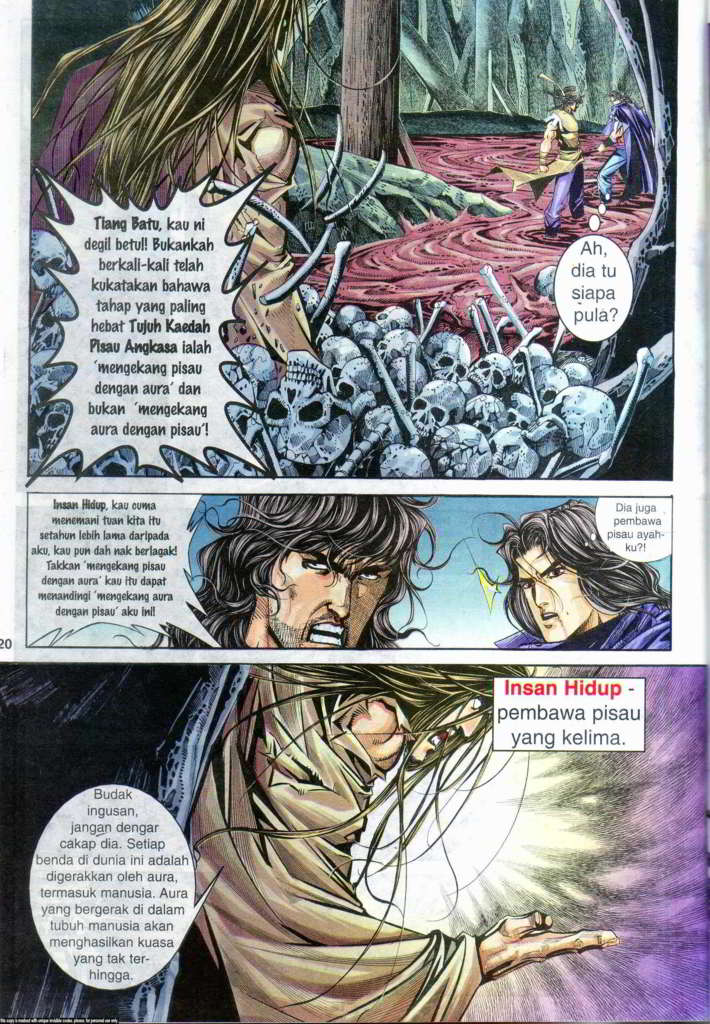 Tiang Batu, kau ni
degil betul! Bukankah
berkali-kali telah
kukatakan bahawa
tahap yang paling
hebat Tujuh Kaedah
Pisau Angkasa ialah
'mengekang pisau
dengan aura' dan
bukan 'mengekang
aura dengan pisau'!
Ah,
dia tu
siapa
pula?
Insan Hidup, kau cuma
menemani tuan kita itu
setahun lebih lama daripada
aku, kau pun dah nak berlagak!
Takkan 'mengekang pisau
dengan aura' kau itu dapat
menandingi 'mengekang aura
dengan pisau' aku ini!
Dia juga
pembawa
pisau ayah-
ku?!
20
Insan Hidup -
pembawa pisau
yang kelima.
Budak
ingusan,
jangan dengar
cakap dia. Setiap
benda di dunia ini adalah
digerakkan oleh aura,
termasuk manusia. Aura
yang bergerak di dalam
tubuh manusia akan
menghasilkan kuasa
yang tak ter-
hingga.